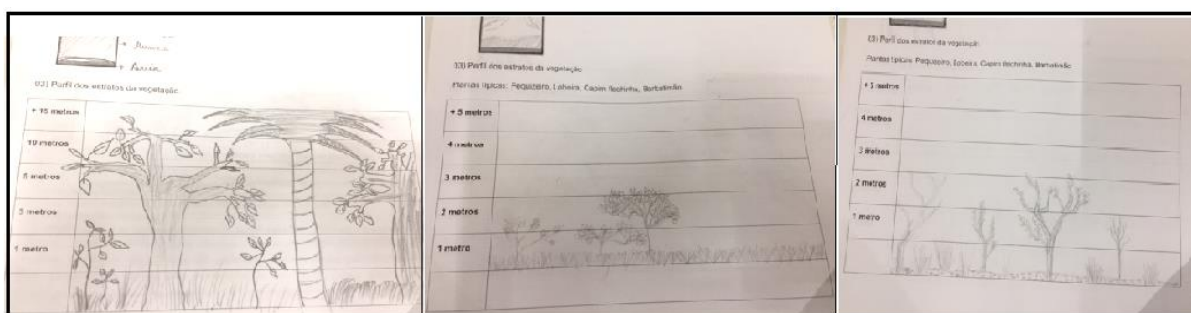 03) Perfil dos estratos da vegetação
+ 15 metros
10 metros
5 metros
1 metro
03) Perfil dos estratos da vegetação
Plantas típicas: Pequizeiro, Lobeira, Capim flechinha, Barbatimão
+ 5 metros
4 metros
3 metros
2 metros
1 metro
03) Perfil dos estratos da vegetação
Plantas típicas: Pequizeiro, Lobeira, Capim flechinha, Barbatimão
+ 5 metros
4 metros
3 metros
2 metros
1 metro